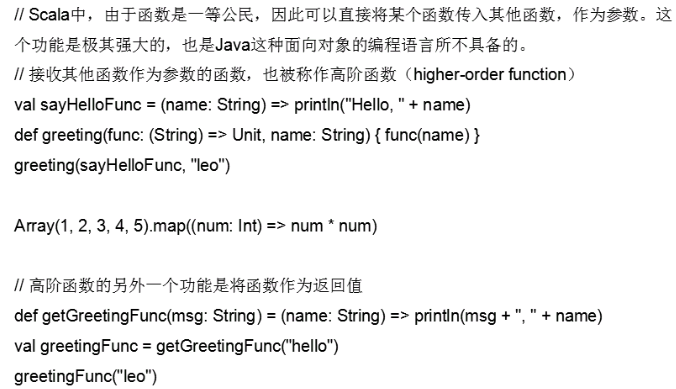 // Scala中，由于函数是一等公民，因此可以直接将某个函数传入其他函数，作为参数。这
个功能是极其强大的，也是Java这种面向对象的编程语言所不具备的。
// 接收其他函数作为参数的函数，也被称作高阶函数（higher-order function）
val sayHelloFunc = (name: String) => println("Hello, " + name)
def greeting(func: (String) => Unit, name: String) { func(name) }
greeting(sayHelloFunc, "leo")
Array(1, 2, 3, 4, 5).map((num: Int) => num * num)
// 高阶函数的另外一个功能是将函数作为返回值
def getGreetingFunc(msg: String) = (name: String) => println(msg + ", " + name)
val greetingFunc = getGreetingFunc("hello")
greetingFunc("leo")